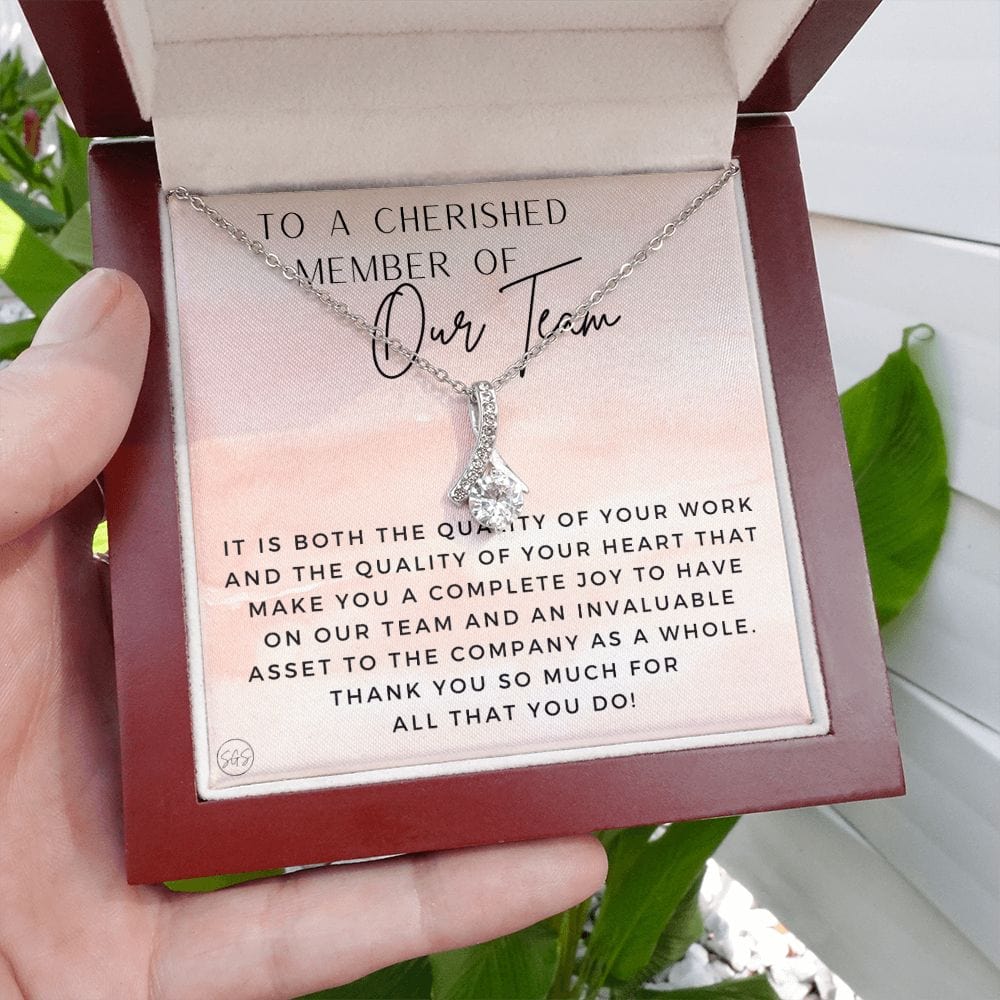 TO A CHERISHED
MEMBER OF
Our Team
IT IS BOTH THE QUALITY OF YOUR WORK
AND THE QUALITY OF YOUR HEART THAT
MAKE YOU A COMPLETE JOY TO HAVE
ON OUR TEAM AND AN INVALUABLE
ASSET TO THE COMPANY AS A WHOLE.
THANK YOU SO MUCH FOR
ALL THAT YOU DO!
SGS